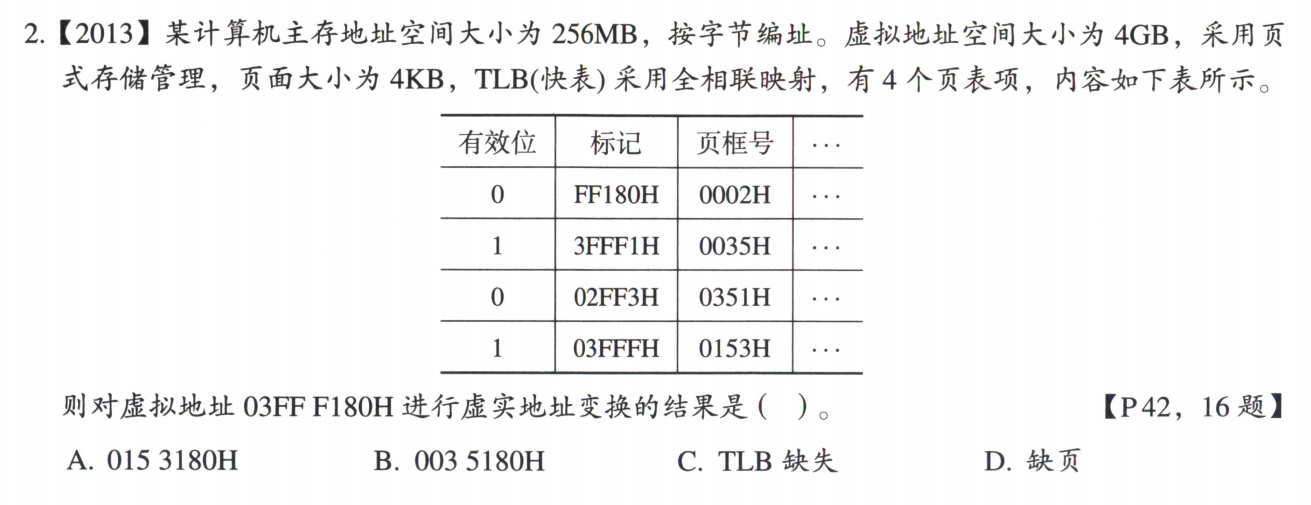 2.【2013】某计算机主存地址空间大小为 256MB，按字节编址。虚拟地址空间大小为 4GB，采用页
式存储管理，页面大小为 4KB，TLB(快表) 采用全相联映射，有 4 个页表项，内容如下表所示。
有效位 标记 页框号 ···
0 FF180H 0002H ···
1 3FFF1H 0035H ···
0 02FF3H 0351H ···
1 03FFFH 0153H ···
则对虚拟地址 03FF F180H 进行虚实地址变换的结果是（ ）。 【P42，16 题】
A. 015 3180H B. 003 5180H C. TLB 缺失 D. 缺页